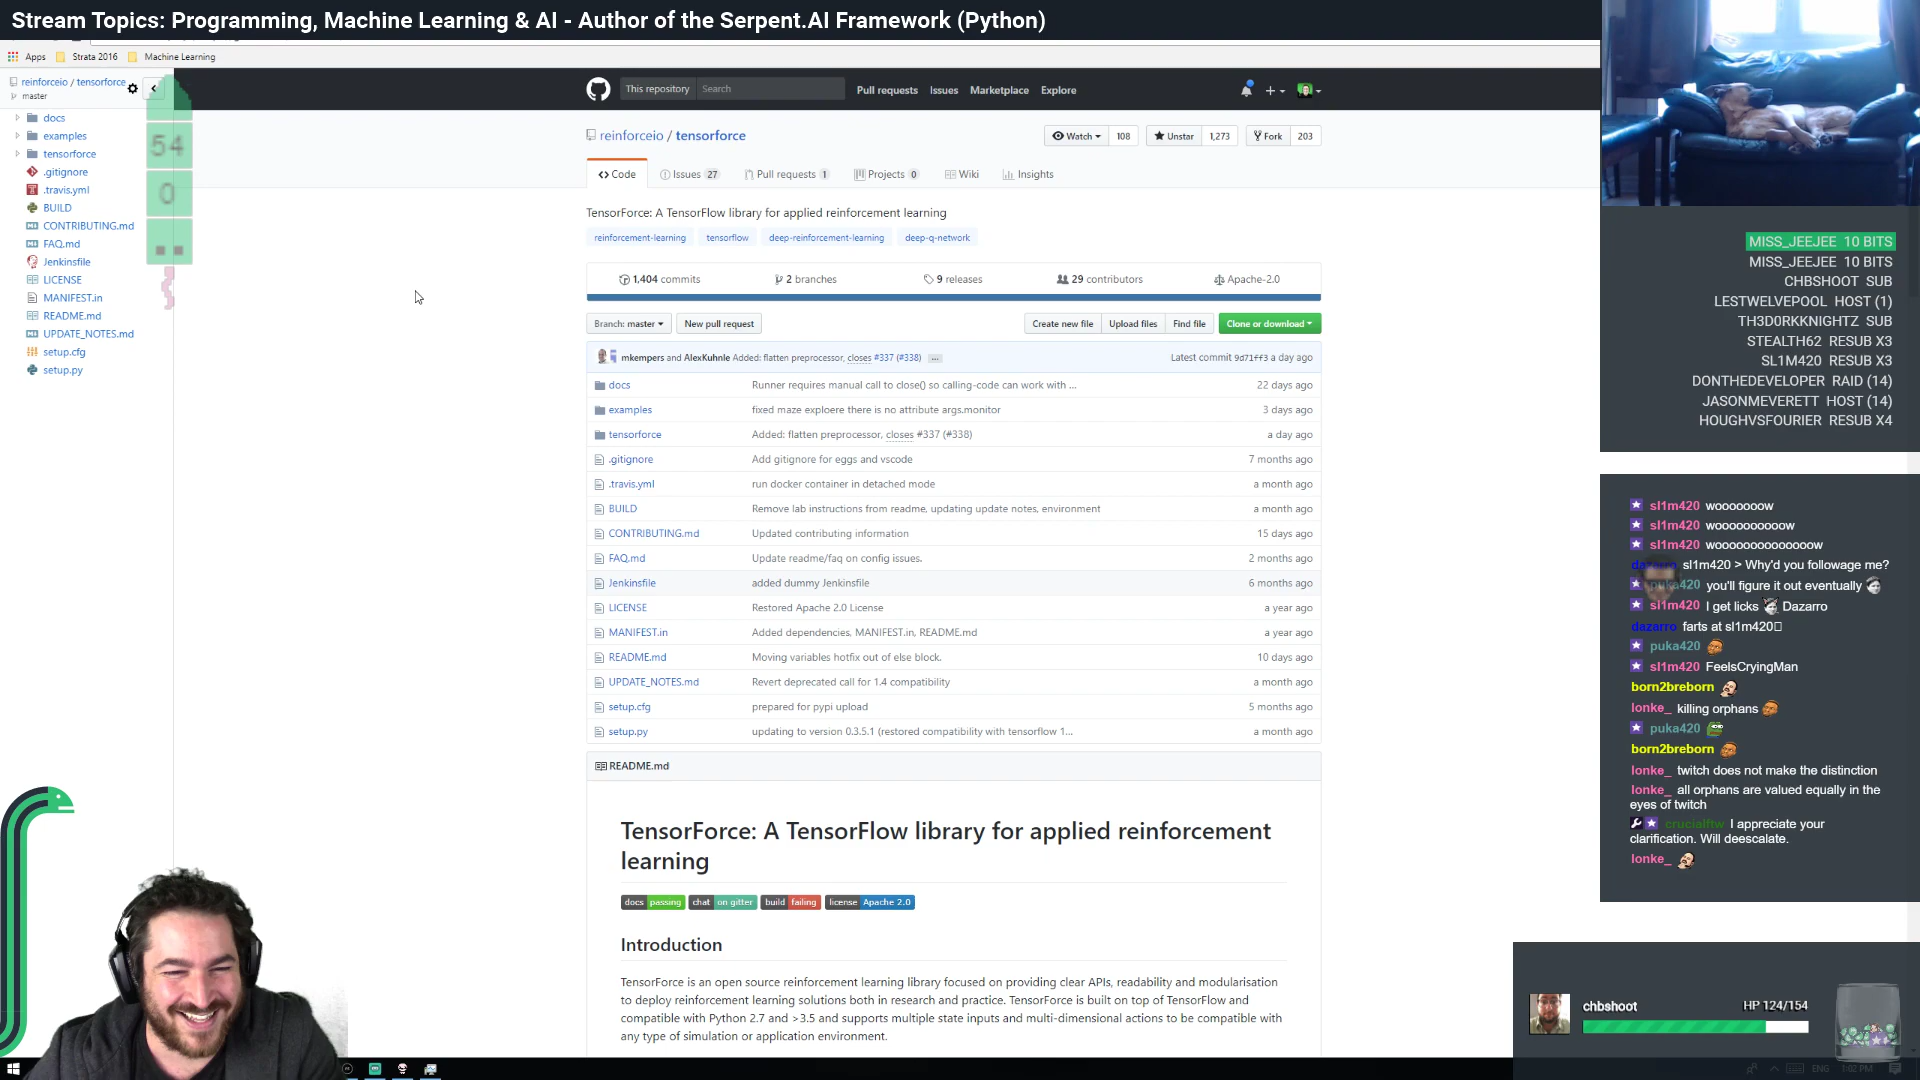 Stream Topics: Programming, Machine Learning & AI - Author of the Serpent.AI Framework (Python)
Apps Strata 2016 Machine Learning
reinforceio / tensorforce
master
docs
examples
tensorforce
.gitignore
.travis.yml
BUILD
CONTRIBUTING.md
FAQ.md
Jenkinsfile
LICENSE
MANIFEST.in
README.md
UPDATE_NOTES.md
setup.cfg
setup.py
54
0
This repository Search Pull requests Issues Marketplace Explore
reinforceio / tensorforce
Watch 108 Unstar 1,273 Fork 203
Code Issues 27 Pull requests 1 Projects 0 Wiki Insights
TensorForce: A TensorFlow library for applied reinforcement learning
reinforcement-learning tensorflow deep-reinforcement-learning deep-q-network
1,404 commits 2 branches 9 releases 29 contributors Apache-2.0
Branch: master New pull request Create new file Upload files Find file Clone or download
mkempers and AlexKuhnle Added: flatten preprocessor, closes #337 (#338) ... Latest commit 9d71ff3 a day ago
docs Runner requires manual call to close() so calling-code can work with ... 22 days ago
examples fixed maze exploere there is no attribute args.monitor 3 days ago
tensorforce Added: flatten preprocessor, closes #337 (#338) a day ago
.gitignore Add gitignore for eggs and vscode 7 months ago
.travis.yml run docker container in detached mode a month ago
BUILD Remove lab instructions from readme, updating update notes, environment a month ago
CONTRIBUTING.md Updated contributing information 15 days ago
FAQ.md Update readme/faq on config issues. 2 months ago
Jenkinsfile added dummy Jenkinsfile 6 months ago
LICENSE Restored Apache 2.0 License a year ago
MANIFEST.in Added dependencies, MANIFEST.in, README.md a year ago
README.md Moving variables hotfix out of else block. 10 days ago
UPDATE_NOTES.md Revert deprecated call for 1.4 compatibility a month ago
setup.cfg prepared for pypi upload 5 months ago
setup.py updating to version 0.3.5.1 (restored compatibility with tensorflow 1... a month ago
README.md
TensorForce: A TensorFlow library for applied reinforcement
learning
docs passing chat on gitter build failing license Apache 2.0
Introduction
TensorForce is an open source reinforcement learning library focused on providing clear APIs, readability and modularisation
to deploy reinforcement learning solutions both in research and practice. TensorForce is built on top of TensorFlow and
compatible with Python 2.7 and >3.5 and supports multiple state inputs and multi-dimensional actions to be compatible with
any type of simulation or application environment.
MISS_JEEJEE 10 BITS
MISS_JEEJEE 10 BITS
CHBSHOOT SUB
LESTWELVEPOOL HOST (1)
TH3D0RKKNIGHTZ SUB
STEALTH62 RESUB X3
SL1M420 RESUB X3
DONTHEDEVELOPER RAID (14)
JASONMEVERETT HOST (14)
HOUGHVSFOURIER RESUB X4
sl1m420 wooooooow
sl1m420 woooooooooow
sl1m420 woooooooooooooow
dazarro sl1m420 > Why'd you followage me?
puka420 you'll figure it out eventually
sl1m420 I get licks Dazarro
dazarro farts at sl1m420
puka420
sl1m420 FeelsCryingMan
born2breborn
lonke_ killing orphans
puka420
born2breborn
lonke_ twitch does not make the distinction
lonke_ all orphans are valued equally in the
eyes of twitch
crucialftw I appreciate your
clarification. Will deescalate.
lonke_
chbshoot HP 124/154
ENG 1:02 PM